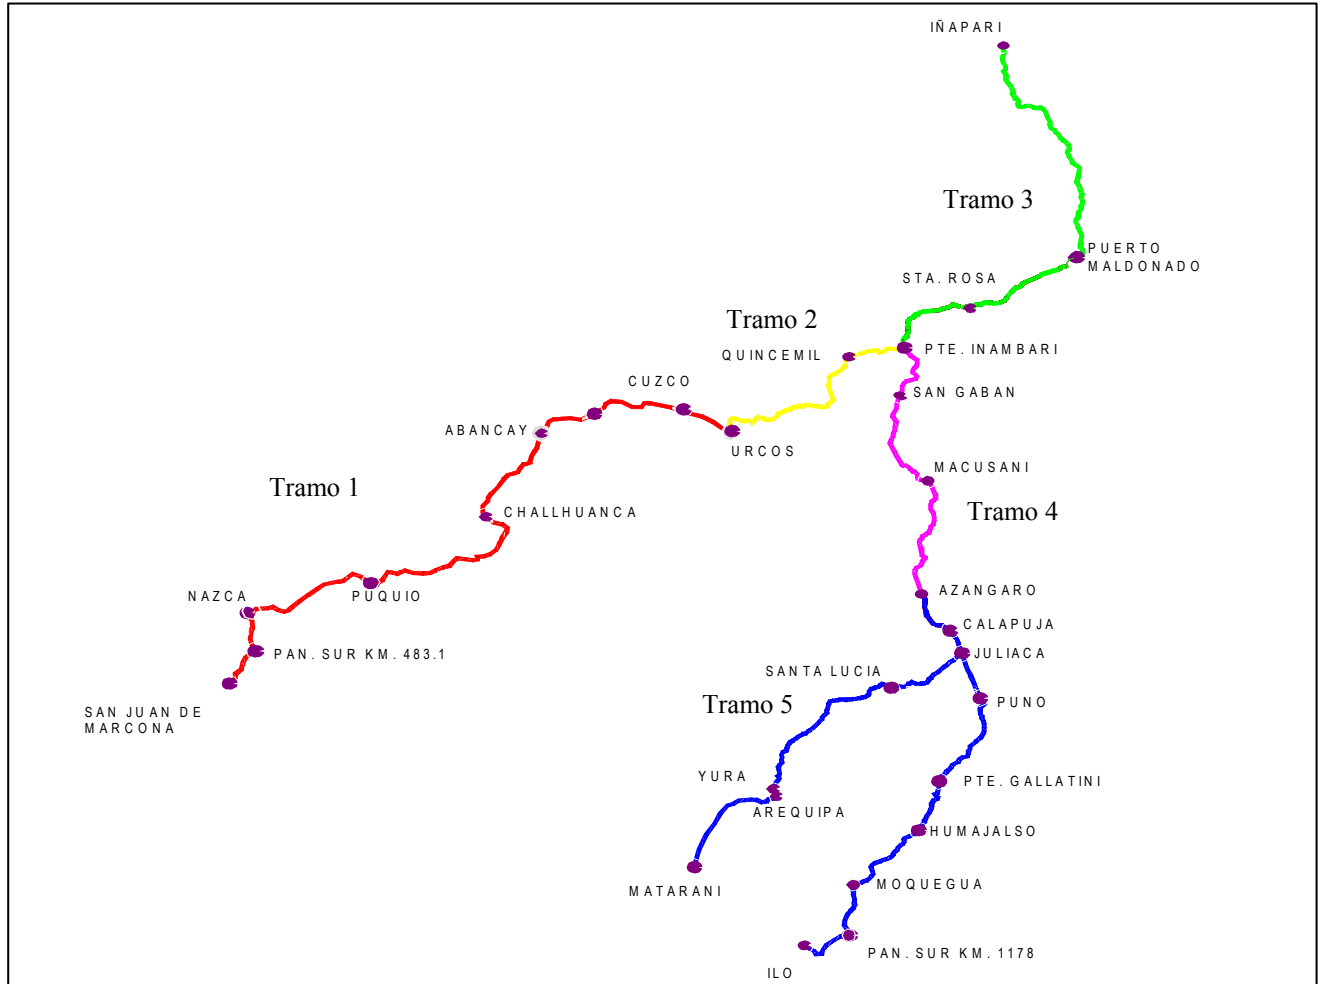 IÑAPARI
Tramo 3
PUERTO
MALDONADO
STA. ROSA
Tramo 2
QUINCEMIL
PTE. INAMBARI
CUZCO
SAN GABAN
ABANCAY
URCOS
MACUSANI
Tramo 1
CHALLHUANCA
Tramo 4
NAZCA
PUQUIO
AZANGARO
CALAPUJA
PAN. SUR KM. 483.1
JULIACA
SANTA LUCIA
SAN JUAN DE
MARCONA
Tramo 5
PUNO
YURA
PTE. GALLATINI
AREQUIPA
HUMAJALSO
MATARANI
MOQUEGUA
PAN. SUR KM. 1178
ILO